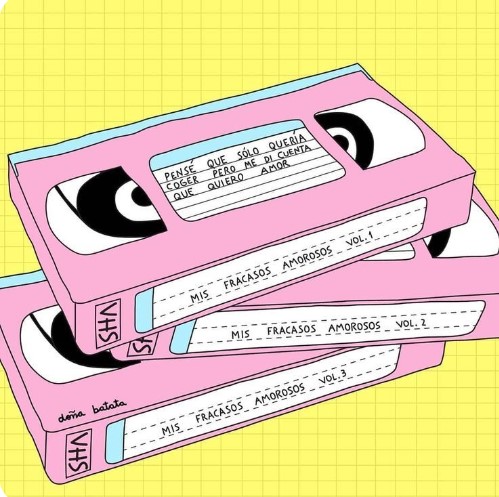 PENSÉ QUE SÓLO QUERÍA
COGER PERO ME DI CUENTA
QUE QUIERO AMOR
VHS
MIS FRACASOS AMOROSOS VOL.1
VHS
MIS FRACASOS AMOROSOS VOL.2
doña batata
VHS
MIS FRACASOS AMOROSOS VOL.3